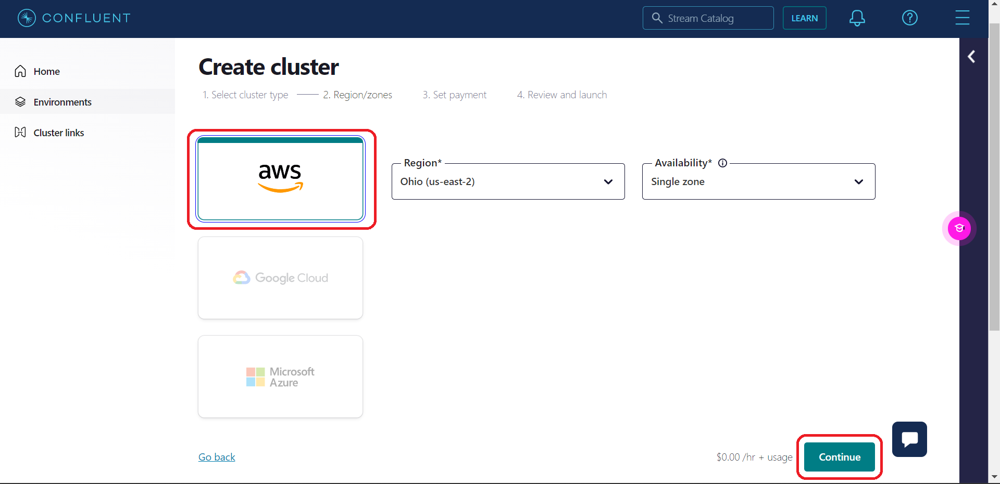 CONFLUENT
Stream Catalog
LEARN
Home
Environments
Cluster links
Create cluster
1. Select cluster type
2. Region/zones
3. Set payment
4. Review and launch
aws
Region*
Ohio (us-east-2)
Availability*
Single zone
Google Cloud
Microsoft
Azure
Go back
$0.00 /hr + usage
Continue